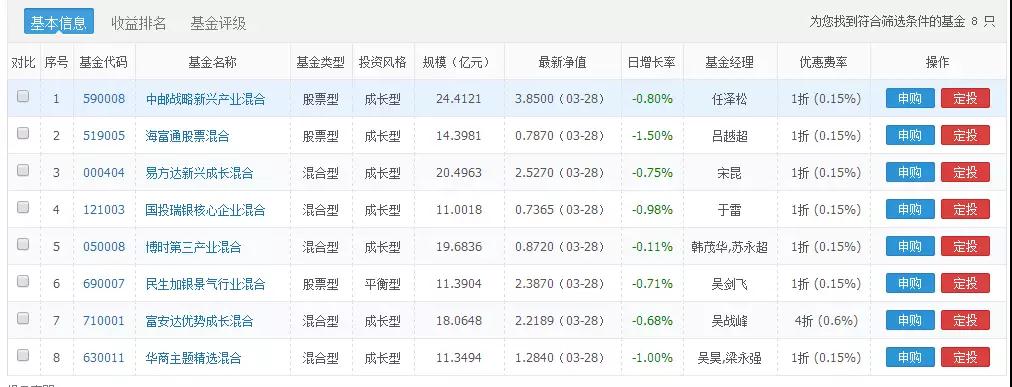 基本信息 收益排名 基金评级 为您找到符合筛选条件的基金 8 只
对比 序号 基金代码 基金名称 基金类型 投资风格 规模（亿元） 最新净值 日增长率 基金经理 优惠费率 操作
1 590008 中邮战略新兴产业混合 股票型 成长型 24.4121 3.8500（03-28） -0.80% 任泽松 1折 (0.15%) 申购 定投
2 519005 海富通股票混合 股票型 成长型 14.3981 0.7870（03-28） -1.50% 吕越超 1折 (0.15%) 申购 定投
3 000404 易方达新兴成长混合 混合型 成长型 20.4963 2.5270（03-28） -0.75% 宋昆 1折 (0.15%) 申购 定投
4 121003 国投瑞银核心企业混合 混合型 成长型 11.0018 0.7365（03-28） -0.98% 于雷 1折 (0.15%) 申购 定投
5 050008 博时第三产业混合 混合型 成长型 19.6836 0.8720（03-28） -0.11% 韩茂华,苏永超 1折 (0.15%) 申购 定投
6 690007 民生加银景气行业混合 股票型 平衡型 11.3904 2.3870（03-28） -0.71% 吴剑飞 1折 (0.15%) 申购 定投
7 710001 富安达优势成长混合 混合型 成长型 18.0648 2.2189（03-28） -0.68% 吴战峰 4折 (0.6%) 申购 定投
8 630011 华商主题精选混合 混合型 成长型 11.3494 1.2840（03-28） -1.00% 吴昊,梁永强 1折 (0.15%) 申购 定投